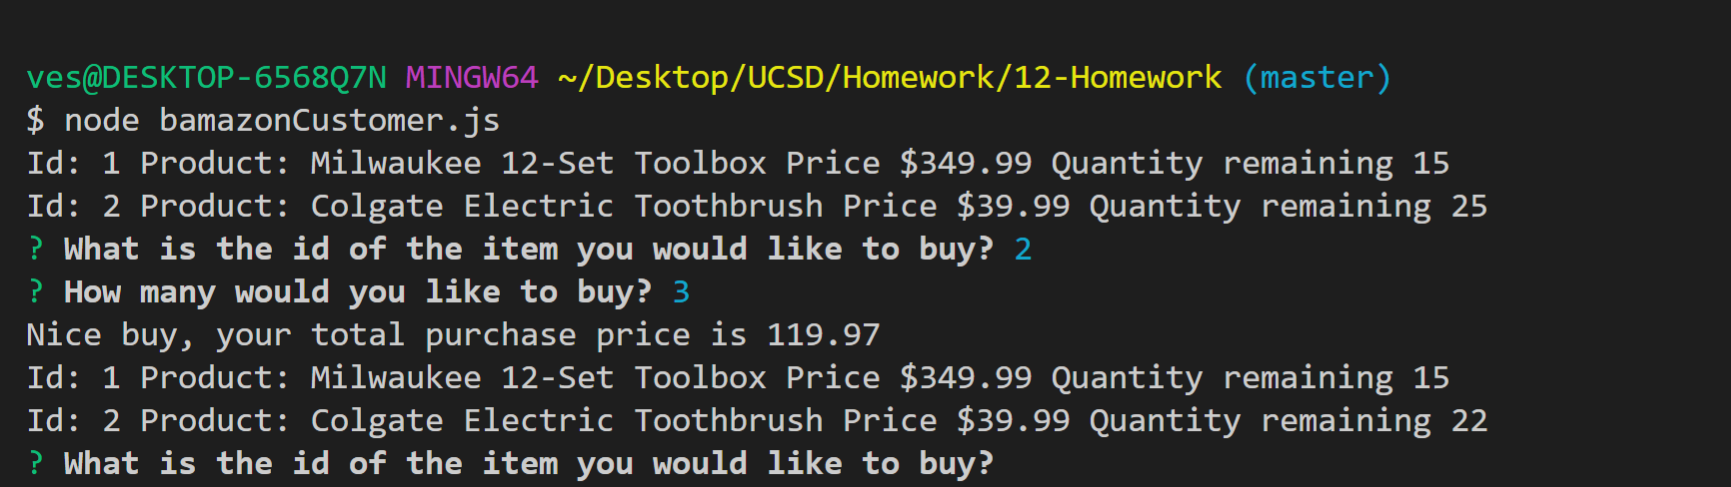 ves@DESKTOP-6568Q7N MINGW64 ~/Desktop/UCSD/Homework/12-Homework (master)
$ node bamazonCustomer.js
Id: 1 Product: Milwaukee 12-Set Toolbox Price $349.99 Quantity remaining 15
Id: 2 Product: Colgate Electric Toothbrush Price $39.99 Quantity remaining 25
? What is the id of the item you would like to buy? 2
? How many would you like to buy? 3
Nice buy, your total purchase price is 119.97
Id: 1 Product: Milwaukee 12-Set Toolbox Price $349.99 Quantity remaining 15
Id: 2 Product: Colgate Electric Toothbrush Price $39.99 Quantity remaining 22
? What is the id of the item you would like to buy?